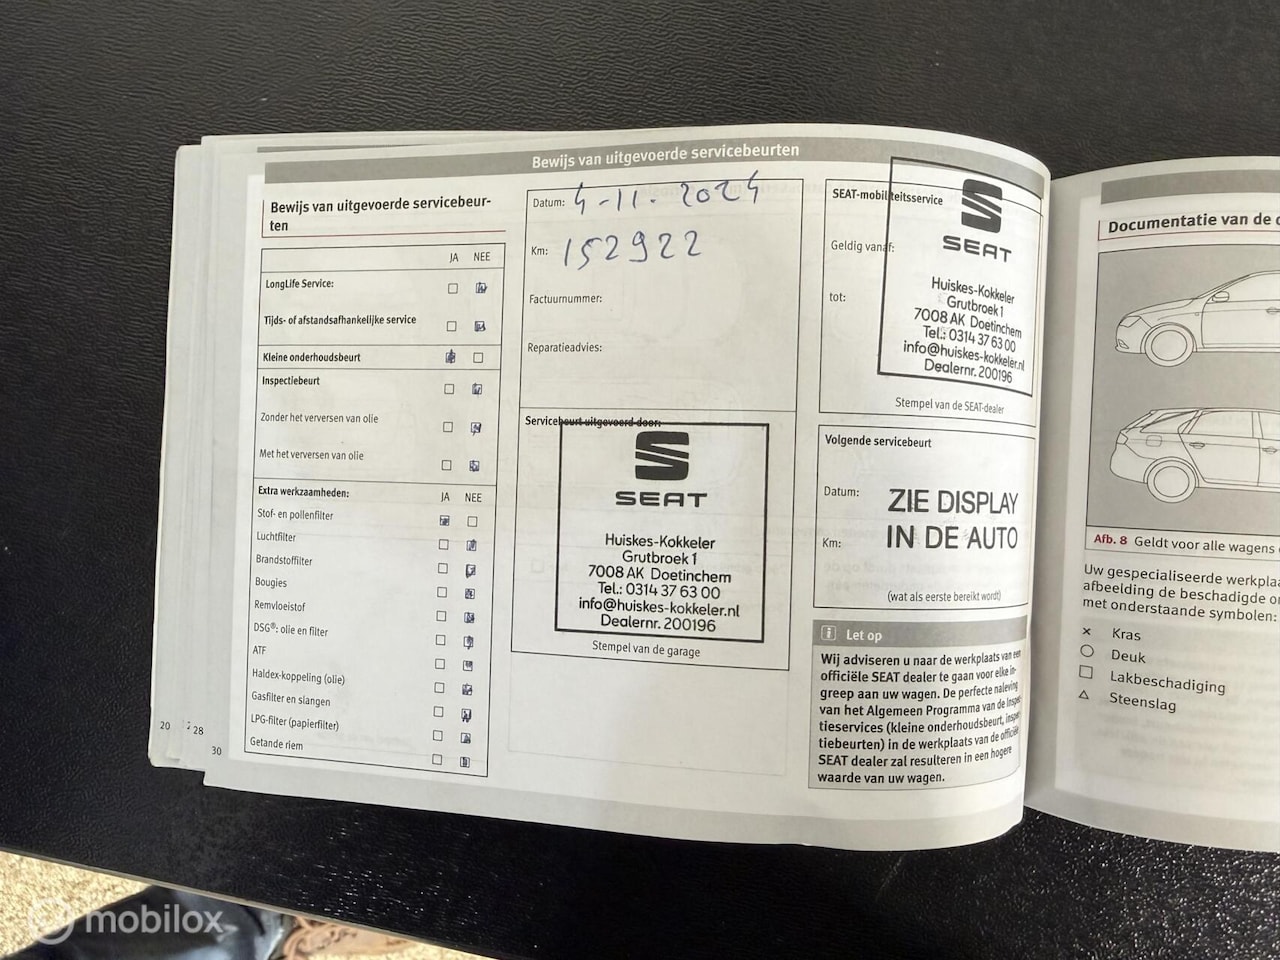 Bewijs van uitgevoerde servicebeurten
Bewijs van uitgevoerde servicebeur-
ten
JA NEE
LongLife Service:
Tijds- of afstandsafhankelijke service
Kleine onderhoudsbeurt
Inspectiebeurt
Zonder het verversen van olie
Met het verversen van olie
Extra werkzaamheden: JA NEE
Stof- en pollenfilter
Luchtfilter
Brandstoffilter
Bougies
Remvloeistof
DSG®: olie en filter
ATF
Haldex-koppeling (olie)
Gasfilter en slangen
LPG-filter (papierfilter)
Getande riem
20
28
30
Datum: 4-11.2024
Km: 152922
Factuurnummer:
Reparatieadvies:
Servicebeurt uitgevoerd door:
SEAT
Huiskes-Kokkeler
Grutbroek 1
7008 AK Doetinchem
Tel.: 0314 37 63 00
info@huiskes-kokkeler.nl
Dealernr. 200196
Stempel van de garage
SEAT-mobiliteitsservice
Geldig vanaf:
tot:
SEAT
Huiskes-Kokkeler
Grutbroek 1
7008 AK Doetinchem
Tel.: 0314 37 63 00
info@huiskes-kokkeler.nl
Dealernr. 200196
Stempel van de SEAT-dealer
Volgende servicebeurt
Datum: ZIE DISPLAY
Km: IN DE AUTO
(wat als eerste bereikt wordt)
i Let op
Wij adviseren u naar de werkplaats van een
officiële SEAT dealer te gaan voor elke in-
greep aan uw wagen. De perfecte naleving
van het Algemeen Programma van de Inspec-
tieservices (kleine onderhoudsbeurt, inspec-
tiebeurten) in de werkplaats van de officiële
SEAT dealer zal resulteren in een hogere
waarde van uw wagen.
Documentatie van de
Afb. 8 Geldt voor alle wagens
Uw gespecialiseerde werkplaa
afbeelding de beschadigde
met onderstaande symbolen:
Kras
Deuk
Lakbeschadiging
Steenslag
mobilox